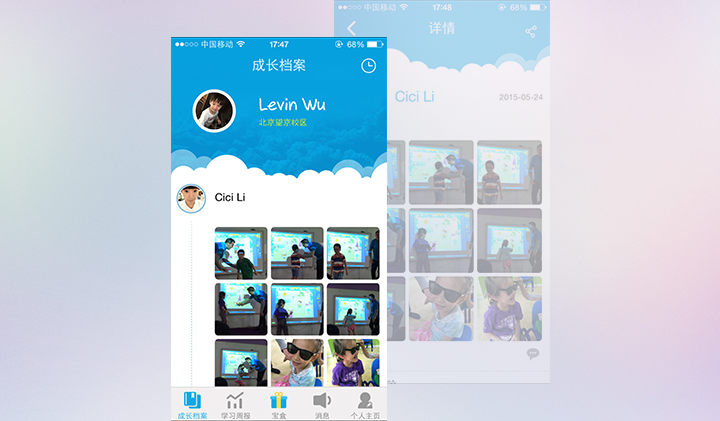 中国移动 17:47 68%
成长档案
Levin Wu
北京望京校区
Cici Li
成长档案 学习周报 宝盒 消息 个人主页
中国移动 17:48 68%
详情
Cici Li 2015-05-24